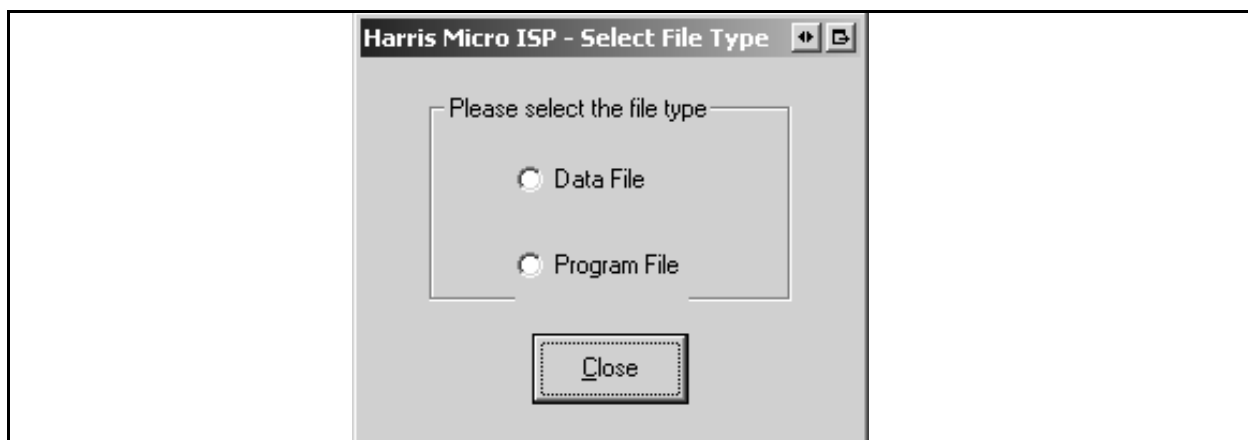 Harris Micro ISP - Select File Type
Please select the file type
Data File
Program File
Close